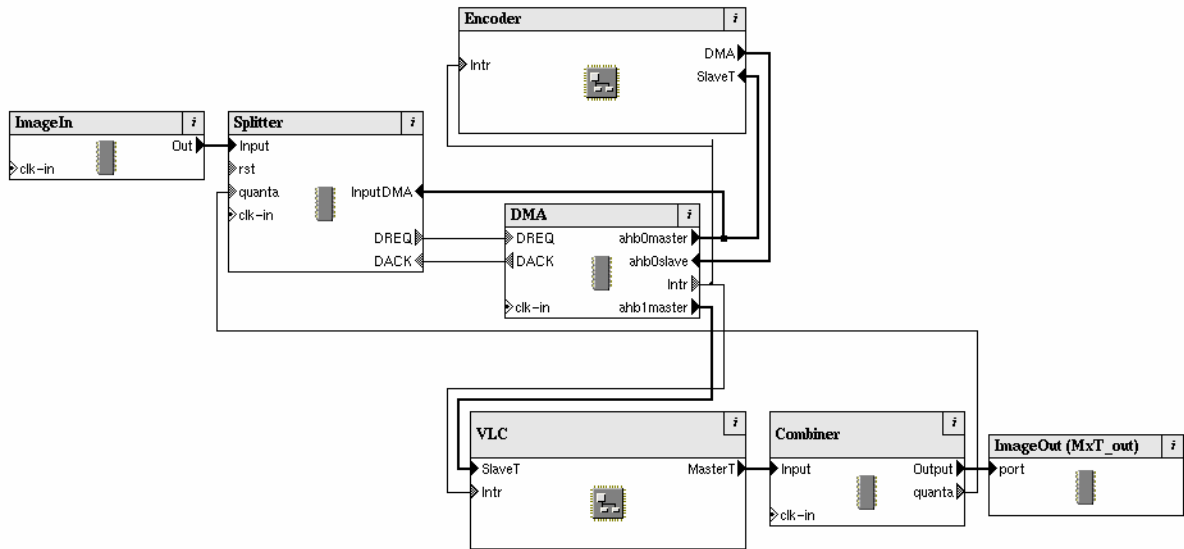 Encoder i
Intr
DMA
SlaveT
ImageIn i
Out
clk-in
Splitter i
Input
rst
quanta
clk-in
InputDMA
DREQ
DACK
DMA i
DREQ
DACK
clk-in
ahb0master
ahb0slave
Intr
ahb1master
VLC i
SlaveT
Intr
MasterT
Combiner i
Input
clk-in
Output
quanta
ImageOut (MxT_out) i
port